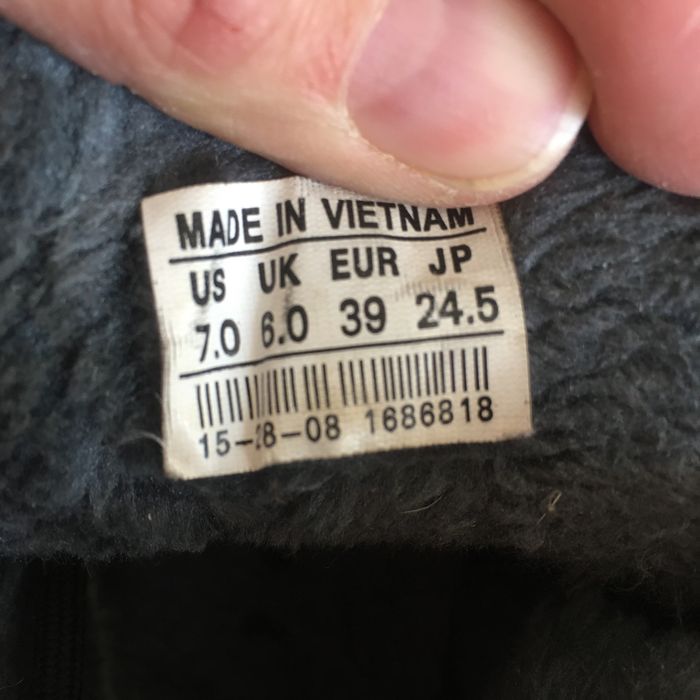 MADE IN VIETNAM
US UK EUR JP
7.0 6.0 39 24.5
15-28-08 1686818